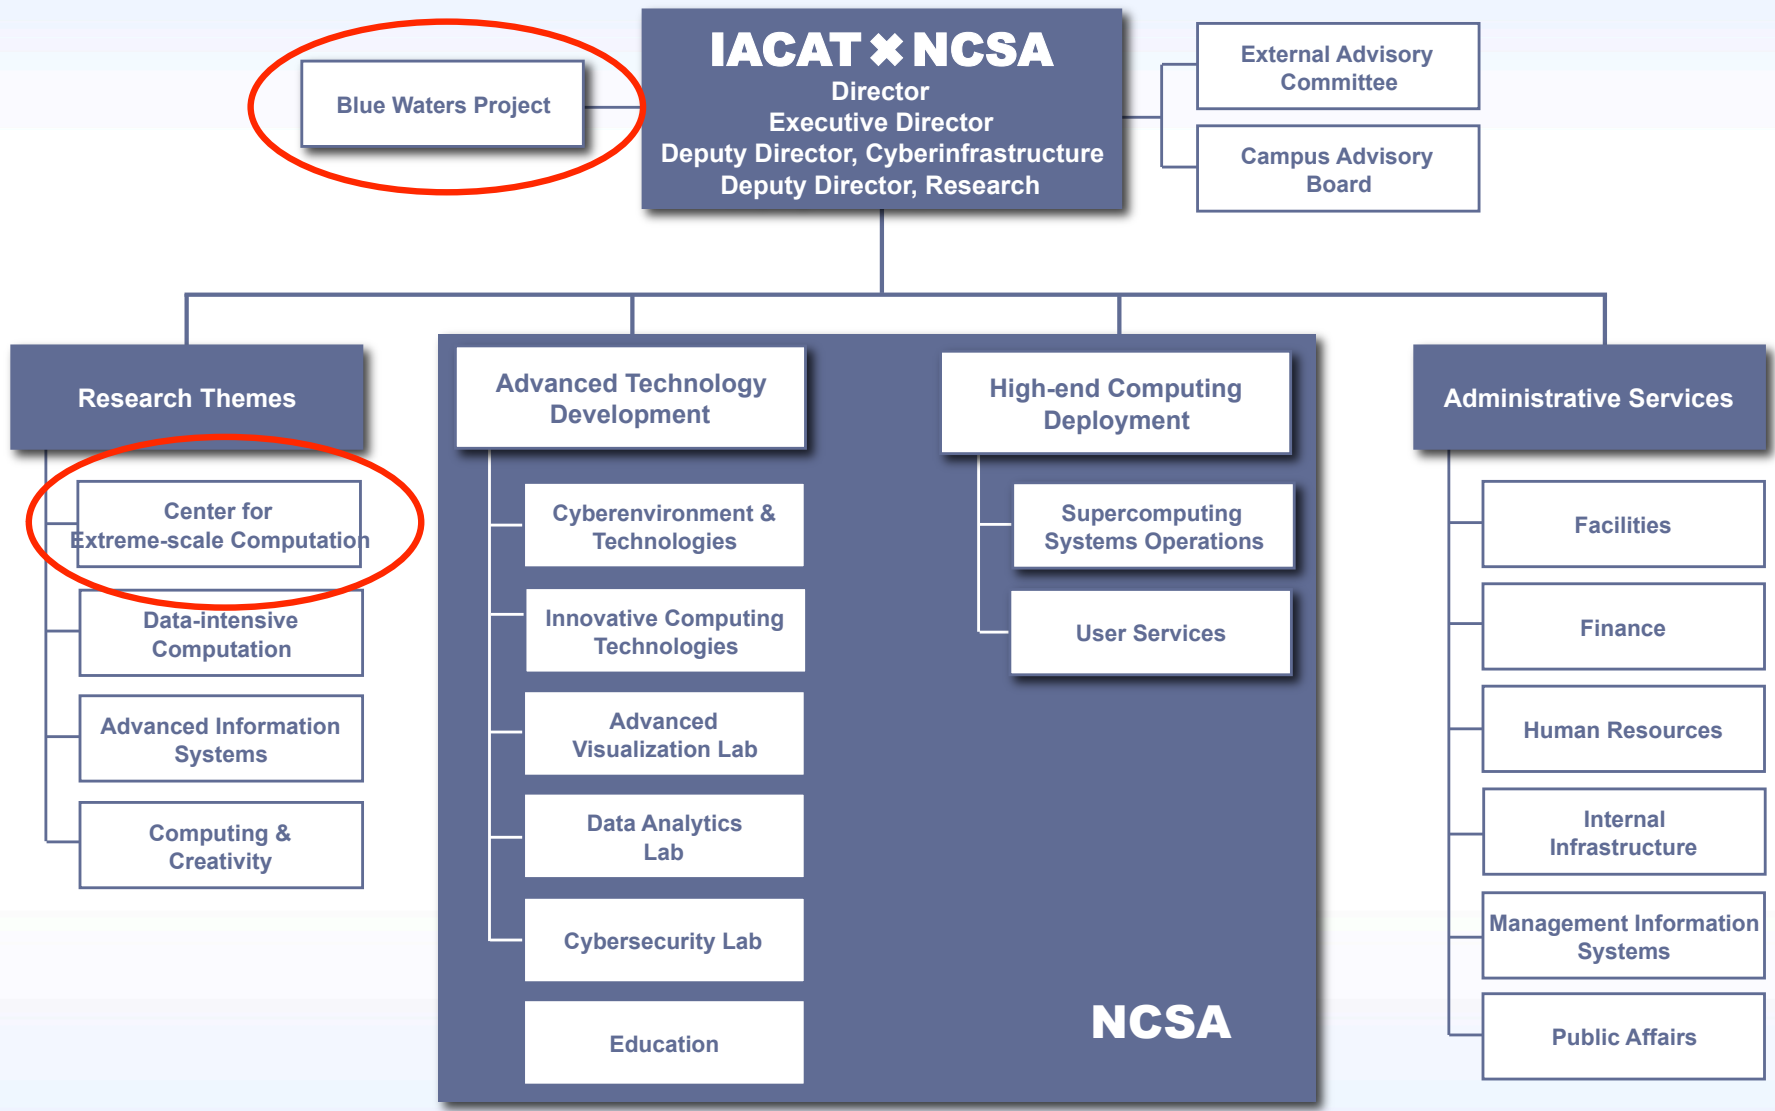 Blue Waters Project
IACAT ✖ NCSA
Director
Executive Director
Deputy Director, Cyberinfrastructure
Deputy Director, Research
External Advisory
Committee
Campus Advisory
Board
Research Themes
Center for
Extreme-scale Computation
Data-intensive
Computation
Advanced Information
Systems
Computing &
Creativity
Advanced Technology
Development
Cyberenvironment &
Technologies
Innovative Computing
Technologies
Advanced
Visualization Lab
Data Analytics
Lab
Cybersecurity Lab
Education
High-end Computing
Deployment
Supercomputing
Systems Operations
User Services
NCSA
Administrative Services
Facilities
Finance
Human Resources
Internal
Infrastructure
Management Information
Systems
Public Affairs